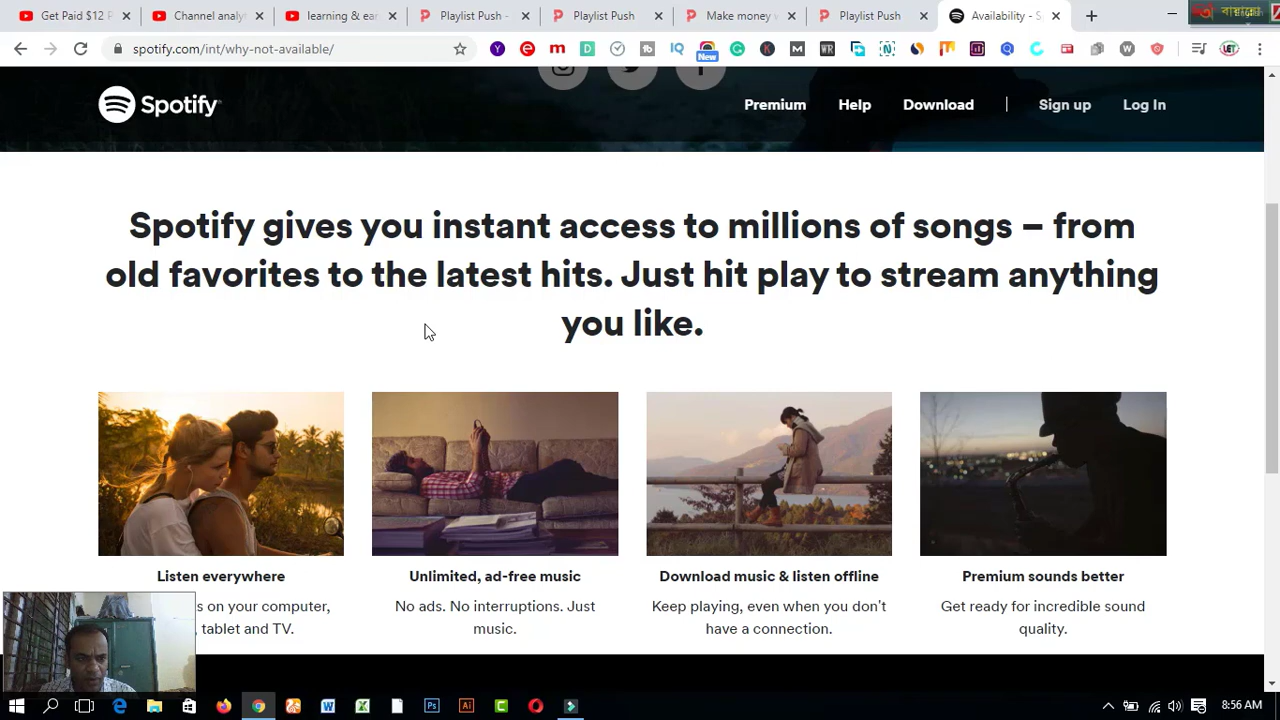 Get Paid $12 P
Channel analy
learning & ear
Playlist Push -
Playlist Push
Make money v
Playlist Push
Availability - S
spotify.com/int/why-not-available/
New
Spotify
Premium
Help
Download
Sign up
Log In
Spotify gives you instant access to millions of songs – from
old favorites to the latest hits. Just hit play to stream anything
you like.
Listen everywhere
s on your computer,
, tablet and TV.
Unlimited, ad-free music
No ads. No interruptions. Just
music.
Download music & listen offline
Keep playing, even when you don't
have a connection.
Premium sounds better
Get ready for incredible sound
quality.
8:56 AM